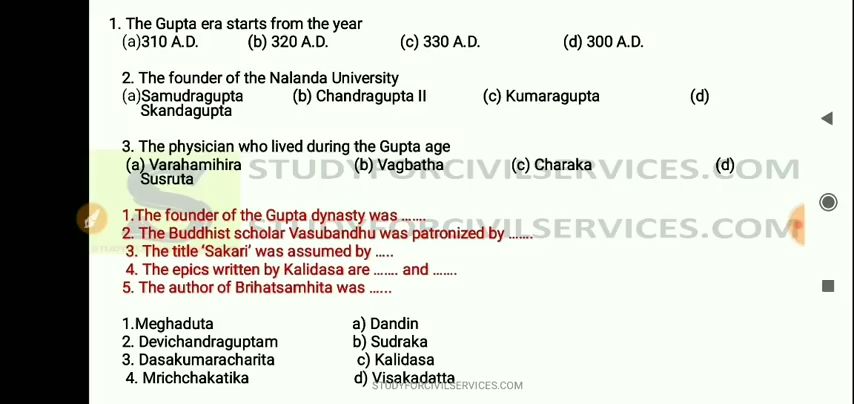 1. The Gupta era starts from the year
(a)310 A.D. (b) 320 A.D. (c) 330 A.D. (d) 300 A.D.
2. The founder of the Nalanda University
(a)Samudragupta (b) Chandragupta II (c) Kumaragupta (d)
Skandagupta
3. The physician who lived during the Gupta age
(a) Varahamihira (b) Vagbatha (c) Charaka (d)
Susruta
STUDYFORCIVILSERVICES.COM
1.The founder of the Gupta dynasty was .......
2. The Buddhist scholar Vasubandhu was patronized by .......
STUDYFORCIVILSERVICES.COM
3. The title ‘Sakari’ was assumed by .....
4. The epics written by Kalidasa are ....... and .......
5. The author of Brihatsamhita was ......
1.Meghaduta a) Dandin
2. Devichandraguptam b) Sudraka
3. Dasakumaracharita c) Kalidasa
4. Mrichchakatika d) Visakadatta
STUDYFORCIVILSERVICES.COM